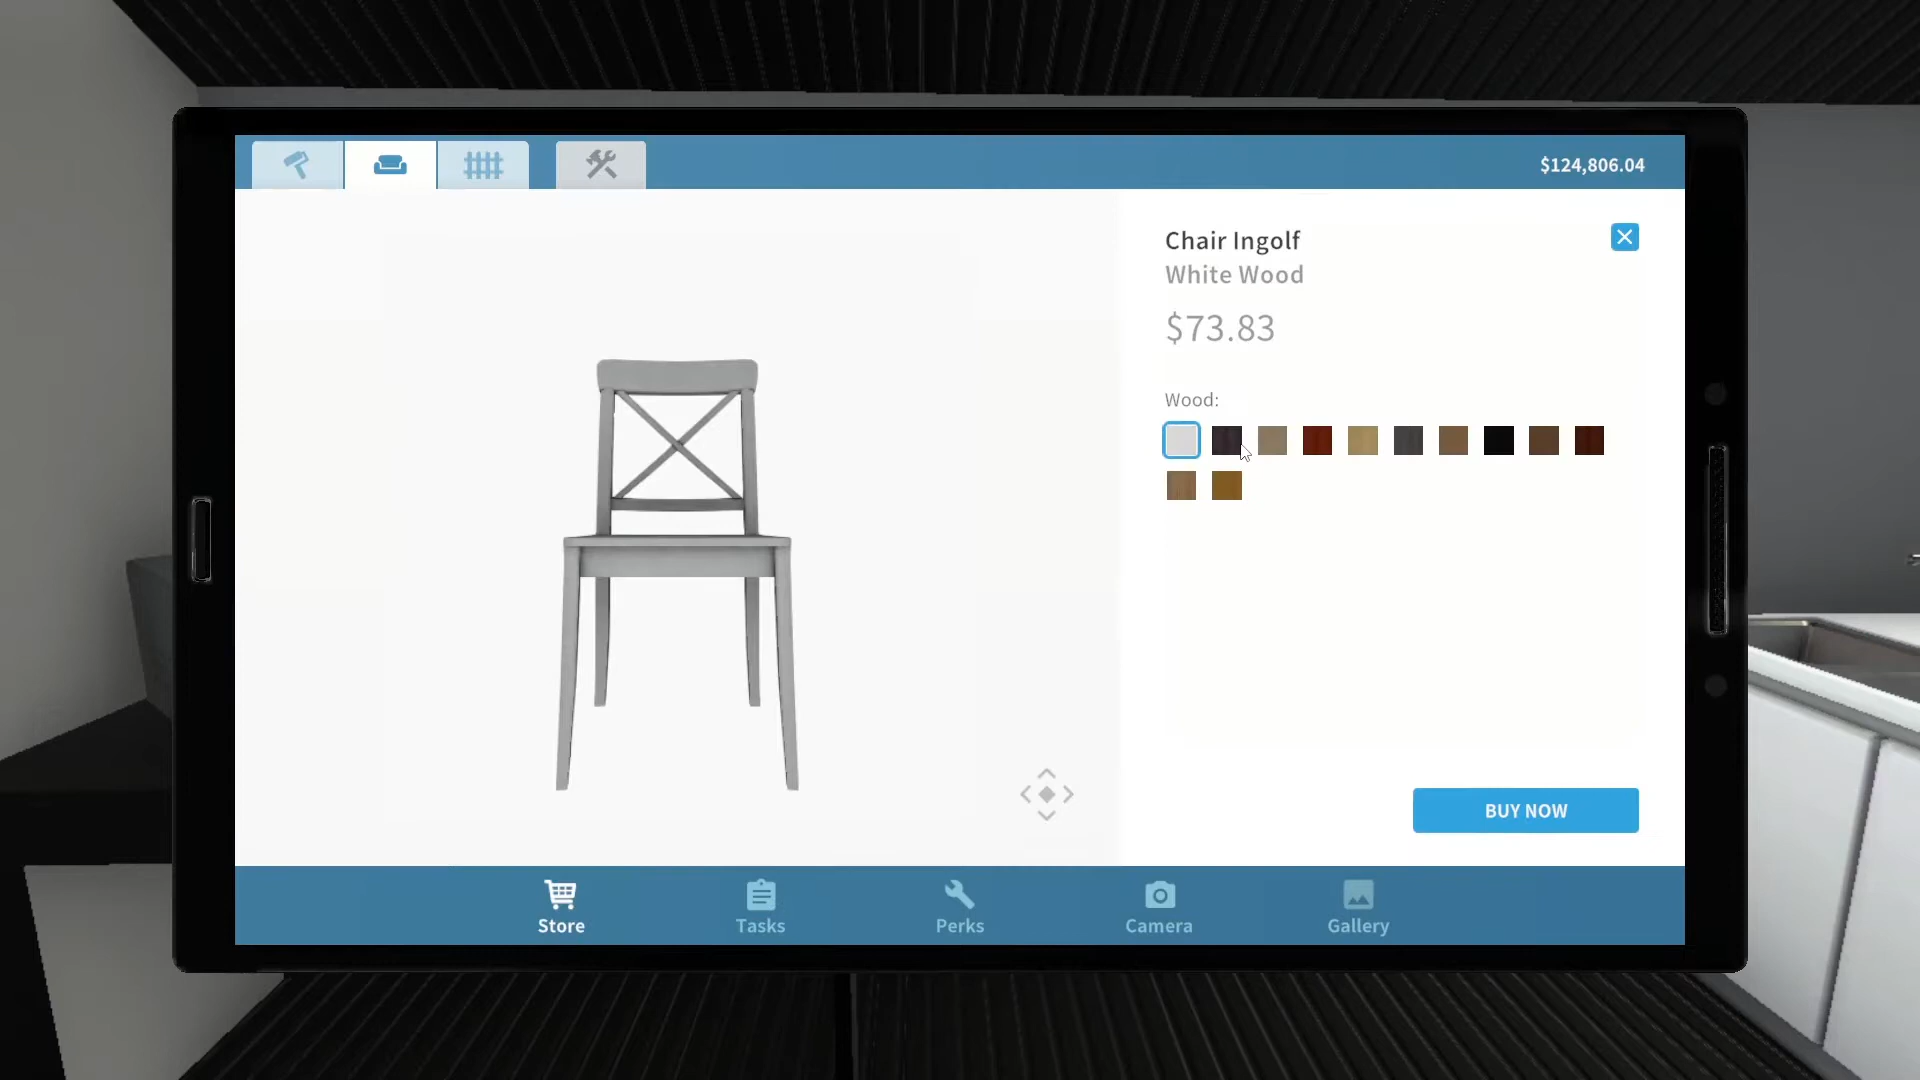 $124,806.04
Chair Ingolf
White Wood
$73.83
Wood:
BUY NOW
Store
Tasks
Perks
Camera
Gallery